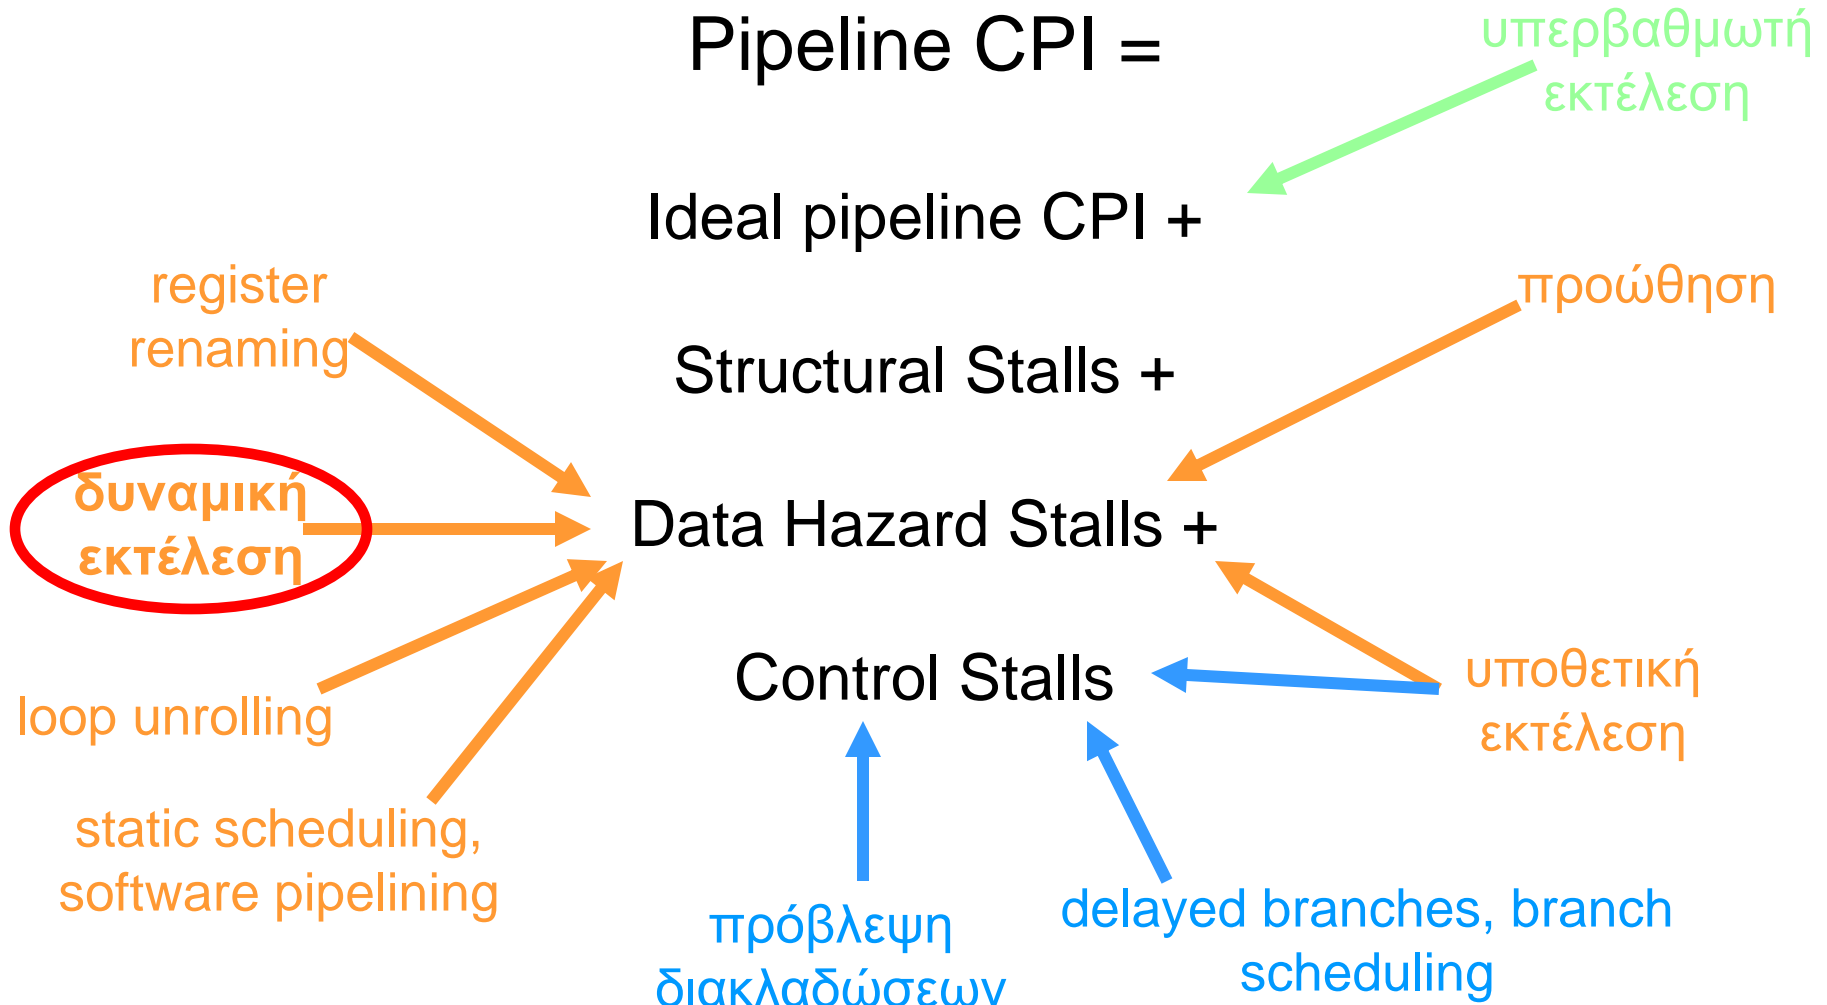 Pipeline CPI =
υπερβαθμωτή
εκτέλεση
Ideal pipeline CPI +
register
renaming
προώθηση
Structural Stalls +
δυναμική
εκτέλεση
Data Hazard Stalls +
Control Stalls
υποθετική
εκτέλεση
loop unrolling
static scheduling,
software pipelining
πρόβλεψη
διακλαδώσεων
delayed branches, branch
scheduling